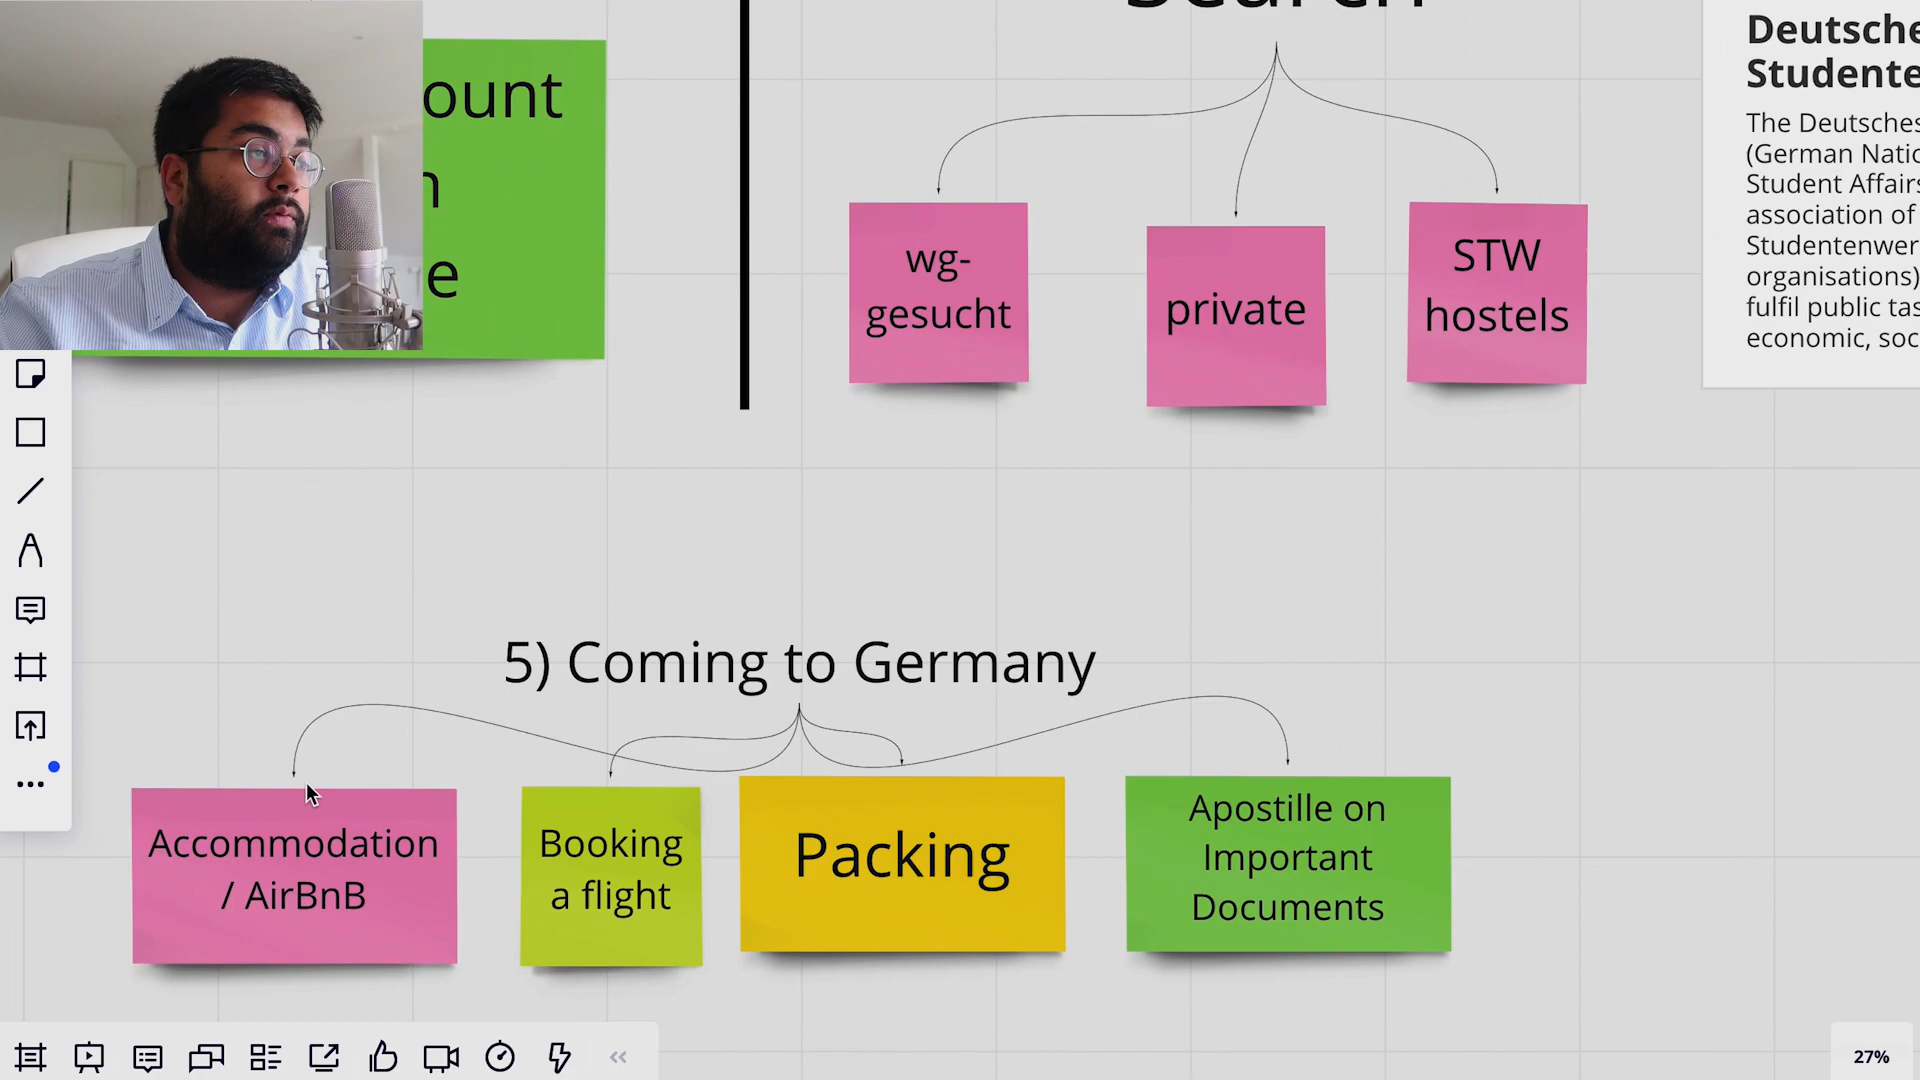 Search
ount
n
e
wg-
gesucht
private
STW
hostels
Deutsche
Studente
The Deutsches
(German Natio
Student Affairs
association of
Studentenwer
organisations)
fulfil public tas
economic, soc
5) Coming to Germany
Accommodation
/ AirBnB
Booking
a flight
Packing
Apostille on
Important
Documents
27%